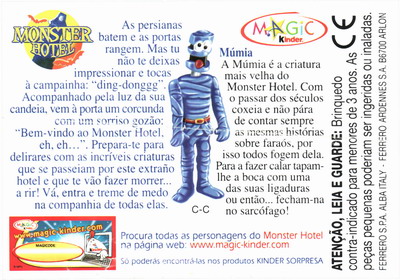 MONSTER
HOTEL
As persianas
batem e as portas
rangem. Mas tu
não te deixas
impressionar e tocas
à campainha: “ding-donggg”.
Acompanhado pela luz da sua
candeia, vem à porta um corcunda
com um sorriso gozão:
“Bem-vindo ao Monster Hotel,
eh, eh...”. Prepara-te para
delirares com as incríveis criaturas
que se passeiam por este extraño
hotel e que te vão fazer morrer...
a rir! Vá, entra e treme de medo
na companhia de todas elas.
MAGIC
Kinder
Múmia
A Múmia é a criatura
mais velha do
Monster Hotel. Com
o passar dos séculos
coxeia e não pára
de contar sempre
as mesmas histórias
sobre faraós, por
isso todos fogem dela.
Para a fazer calar tapam-
lhe a boca com uma
das suas ligaduras
ou então... fecham-na
no sarcófago!
C-C
www.magic-kinder.com
MAGICODE
Procura todas as personagens do Monster Hotel
na página web: www.magic-kinder.com
Só poderás encontrá-las nos produtos KINDER SORPRESA
CE
ATENÇÃO, LEIA E GUARDE: Brinquedo
contra-indicado para menores de 3 anos. As
peças pequenas poderiam ser ingeridas ou inaladas.
FERRERO S.P.A. ALBA ITALY - FERRERO ARDENNES S.A. B6700 ARLON